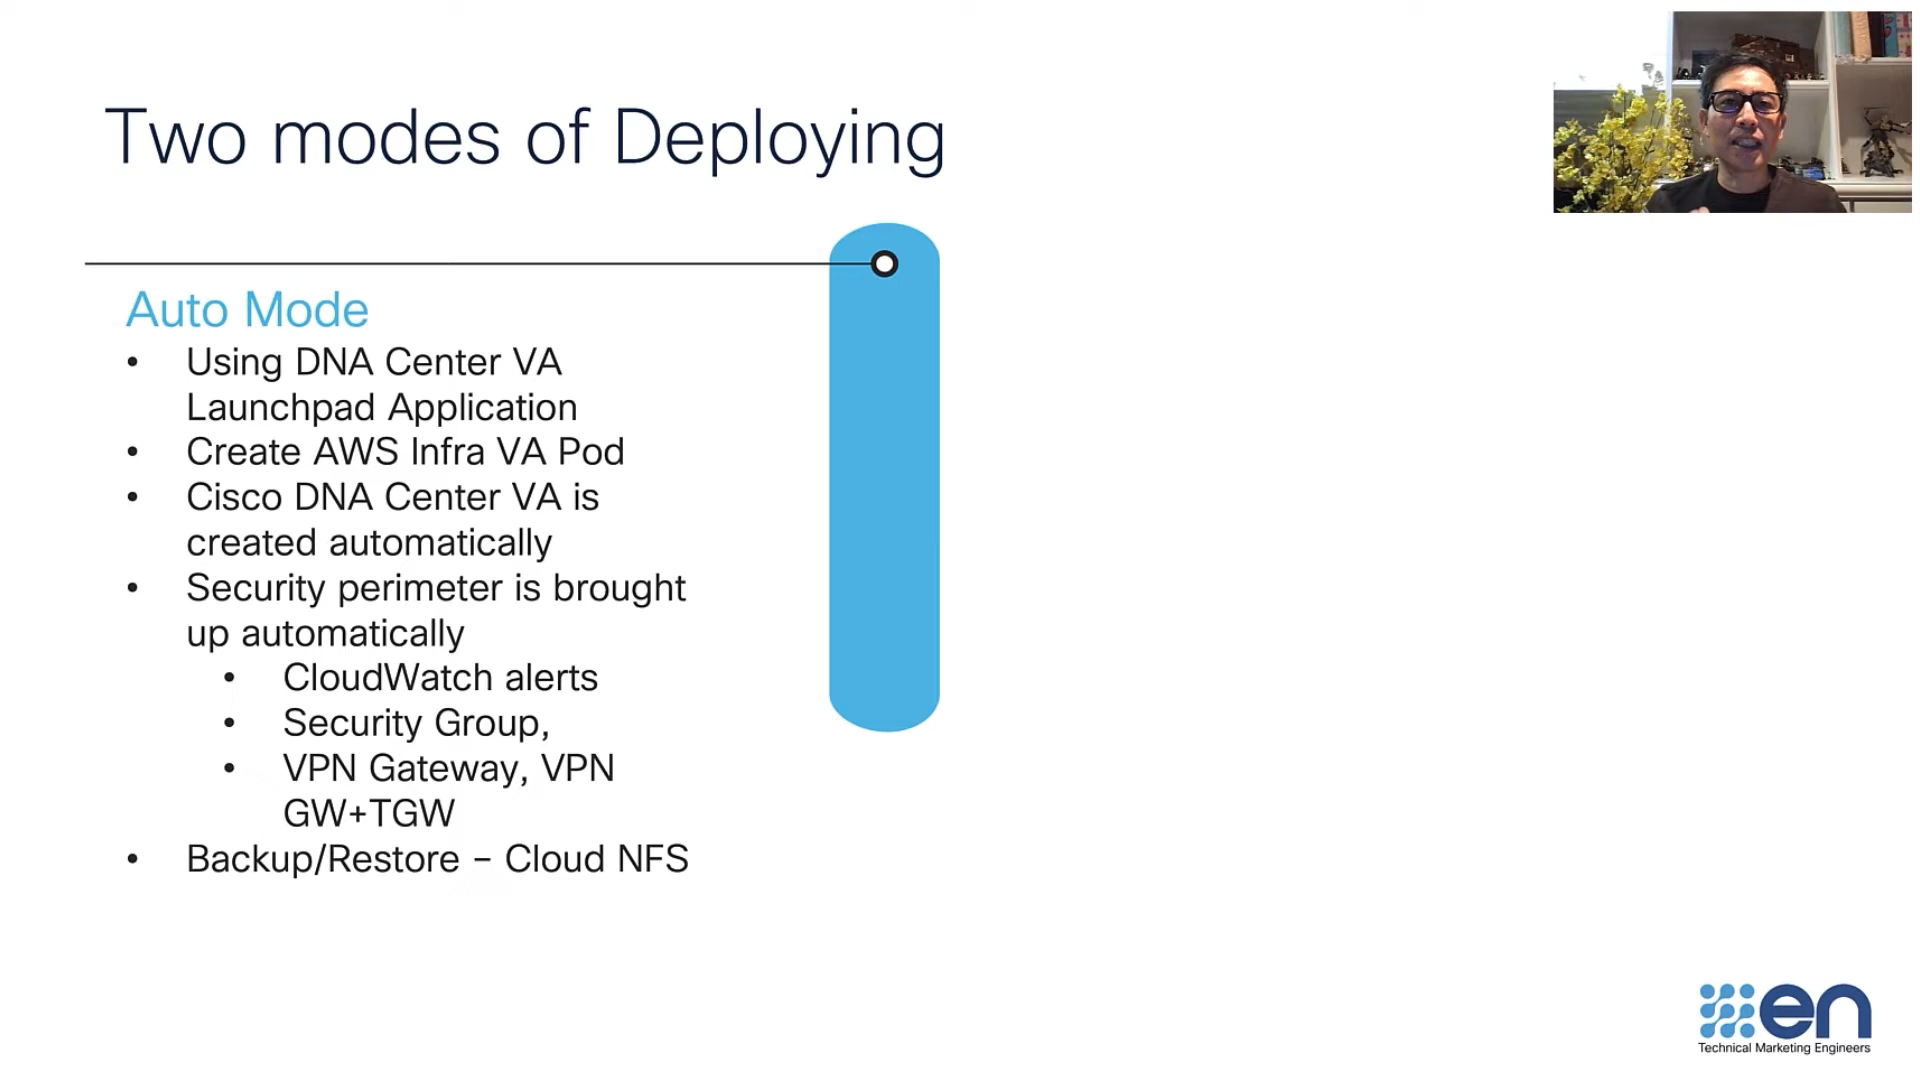 Two modes of Deploying
Auto Mode
• Using DNA Center VA
Launchpad Application
• Create AWS Infra VA Pod
• Cisco DNA Center VA is
created automatically
• Security perimeter is brought
up automatically
• CloudWatch alerts
• Security Group,
• VPN Gateway, VPN
GW+TGW
• Backup/Restore – Cloud NFS
en
Technical Marketing Engineers